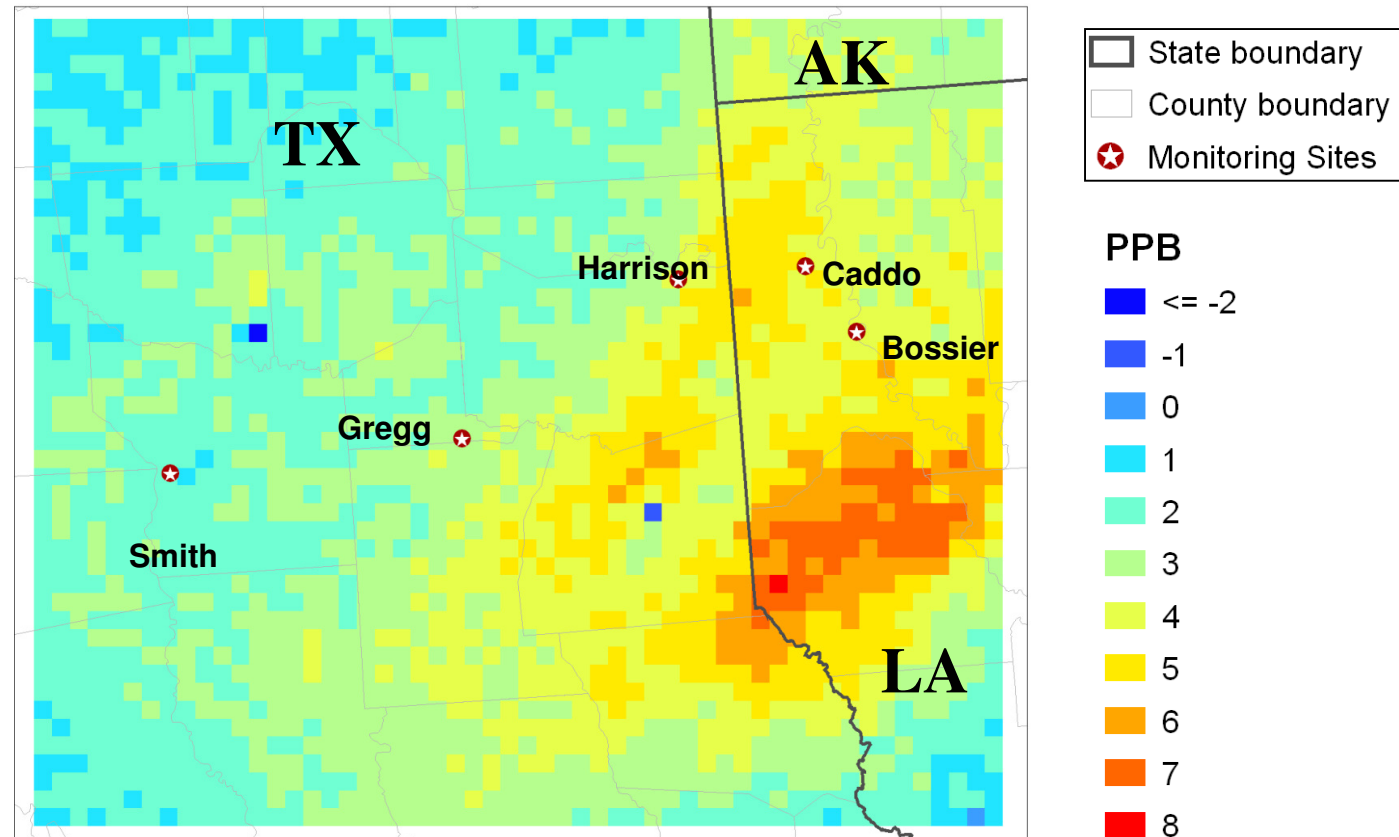 AK
TX
Harrison
Caddo
Bossier
Gregg
Smith
LA
State boundary
County boundary
Monitoring Sites
PPB
<= -2
-1
0
1
2
3
4
5
6
7
8